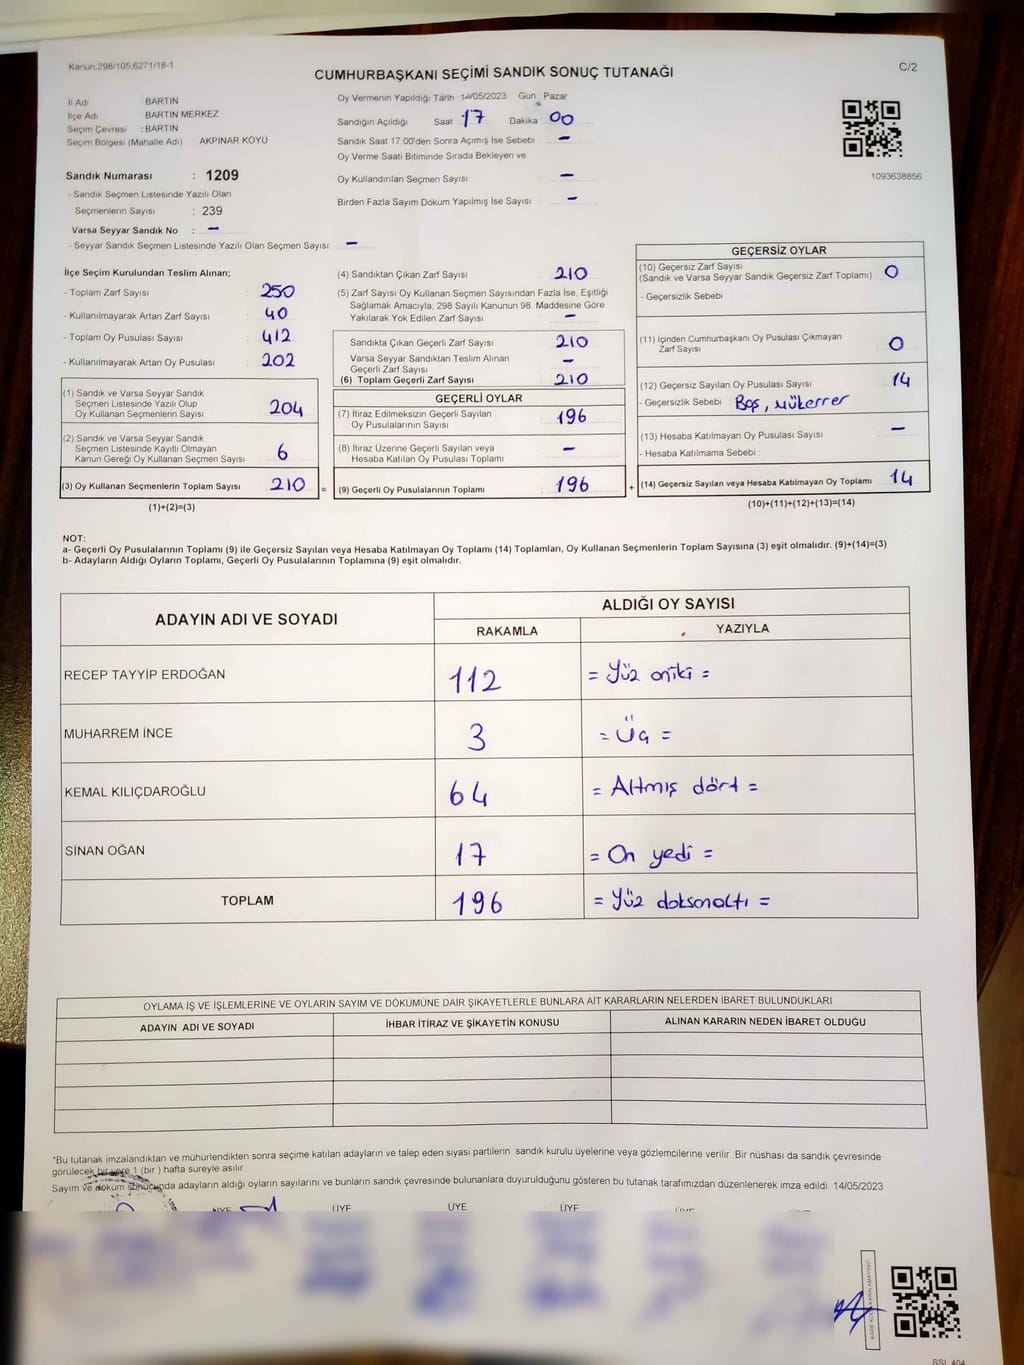 Kanun:298/105;6271/18-1
C/2
CUMHURBAŞKANI SEÇİMİ SANDIK SONUÇ TUTANAĞI
İl Adı BARTIN
İlçe Adı BARTIN MERKEZ
Seçim Çevresi : BARTIN
Seçim Bölgesi (Mahalle Adı) AKPINAR KÖYÜ
Sandık Numarası : 1209
- Sandık Seçmen Listesinde Yazılı Olan
Seçmenlerin Sayısı : 239
Varsa Seyyar Sandık No : –
- Seyyar Sandık Seçmen Listesinde Yazılı Olan Seçmen Sayısı : –
Oy Vermenin Yapıldığı Tarih :14/05/2023 Gün : Pazar
Sandığın Açıldığı Saat 17 Dakika 00
Sandık Saat 17:00'den Sonra Açımış İse Sebebi : –
Oy Verme Saati Bitiminde Sırada Bekleyen ve
Oy Kullandırılan Seçmen Sayısı : –
Birden Fazla Sayım Döküm Yapılmış İse Sayısı : –
1093638856
İlçe Seçim Kurulundan Teslim Alınan;
- Toplam Zarf Sayısı : 250
- Kullanılmayarak Artan Zarf Sayısı : 40
- Toplam Oy Pusulası Sayısı : 412
- Kullanılmayarak Artan Oy Pusulası : 202
(1) Sandık ve Varsa Seyyar Sandık
Seçmen Listesinde Yazılı Olup
Oy Kullanan Seçmenlerin Sayısı 204
(2) Sandık ve Varsa Seyyar Sandık
Seçmen Listesinde Kayıtlı Olmayan
Kanun Gereği Oy Kullanan Seçmen Sayısı 6
(3) Oy Kullanan Seçmenlerin Toplam Sayısı 210 =
(1)+(2)=(3)
(4) Sandıktan Çıkan Zarf Sayısı : 210
(5) Zarf Sayısı Oy Kullanan Seçmen Sayısından Fazla İse, Eşitliği
Sağlamak Amacıyla; 298 Sayılı Kanunun 98. Maddesine Göre
Yakılarak Yok Edilen Zarf Sayısı : –
Sandıkta Çıkan Geçerli Zarf Sayısı : 210
Varsa Seyyar Sandıktan Teslim Alınan
Geçerli Zarf Sayısı : –
(6) Toplam Geçerli Zarf Sayısı : 210
GEÇERLİ OYLAR
(7) İtiraz Edilmeksizin Geçerli Sayılan
Oy Pusulalarının Sayısı : 196
(8) İtiraz Üzerine Geçerli Sayılan veya
Hesaba Katılan Oy Pusulası Toplamı : –
(9) Geçerli Oy Pusulalarının Toplamı : 196 +
GEÇERSİZ OYLAR
(10) Geçersiz Zarf Sayısı
(Sandık ve Varsa Seyyar Sandık Geçersiz Zarf Toplamı) : 0
- Geçersizlik Sebebi :
(11) İçinden Cumhurbaşkanı Oy Pusulası Çıkmayan
Zarf Sayısı : 0
(12) Geçersiz Sayılan Oy Pusulası Sayısı : 14
- Geçersizlik Sebebi : Boş, Mükerrer
(13) Hesaba Katılmayan Oy Pusulası Sayısı : –
- Hesaba Katılmama Sebebi :
(14) Geçersiz Sayılan veya Hesaba Katılmayan Oy Toplamı : 14
(10)+(11)+(12)+(13)=(14)
NOT:
a- Geçerli Oy Pusulalarının Toplamı (9) ile Geçersiz Sayılan veya Hesaba Katılmayan Oy Toplamı (14) Toplamları, Oy Kullanan Seçmenlerin Toplam Sayısına (3) eşit olmalıdır. (9)+(14)=(3)
b- Adayların Aldığı Oyların Toplamı, Geçerli Oy Pusulalarının Toplamına (9) eşit olmalıdır.
ADAYIN ADI VE SOYADI ALDIĞI OY SAYISI
RAKAMLA YAZIYLA
RECEP TAYYİP ERDOĞAN 112 = Yüz oniki =
MUHARREM İNCE 3 = Üç =
KEMAL KILIÇDAROĞLU 64 = Altmış dört =
SİNAN OĞAN 17 = On yedi =
TOPLAM 196 = Yüz doksanaltı =
OYLAMA İŞ VE İŞLEMLERİNE VE OYLARIN SAYIM VE DÖKÜMÜNE DAİR ŞİKAYETLERLE BUNLARA AİT KARARLARIN NELERDEN İBARET BULUNDUKLARI
ADAYIN ADI VE SOYADI İHBAR İTİRAZ VE ŞİKAYETİN KONUSU ALINAN KARARIN NEDEN İBARET OLDUĞU
*Bu tutanak imzalandıktan ve mühürlendikten sonra seçime katılan adayların ve talep eden siyasi partilerin sandık kurulu üyelerine veya gözlemcilerine verilir. Bir nüshası da sandık çevresinde
görülecek bir yere 1 (bir ) hafta süreyle asılır.
Sayım ve döküm sonucunda adayların aldığı oyların sayılarını ve bunların sandık çevresinde bulunanlara duyurulduğunu gösteren bu tutanak tarafımızdan düzenlenerek imza edildi. 14/05/2023
ÜYE ÜYE ÜYE